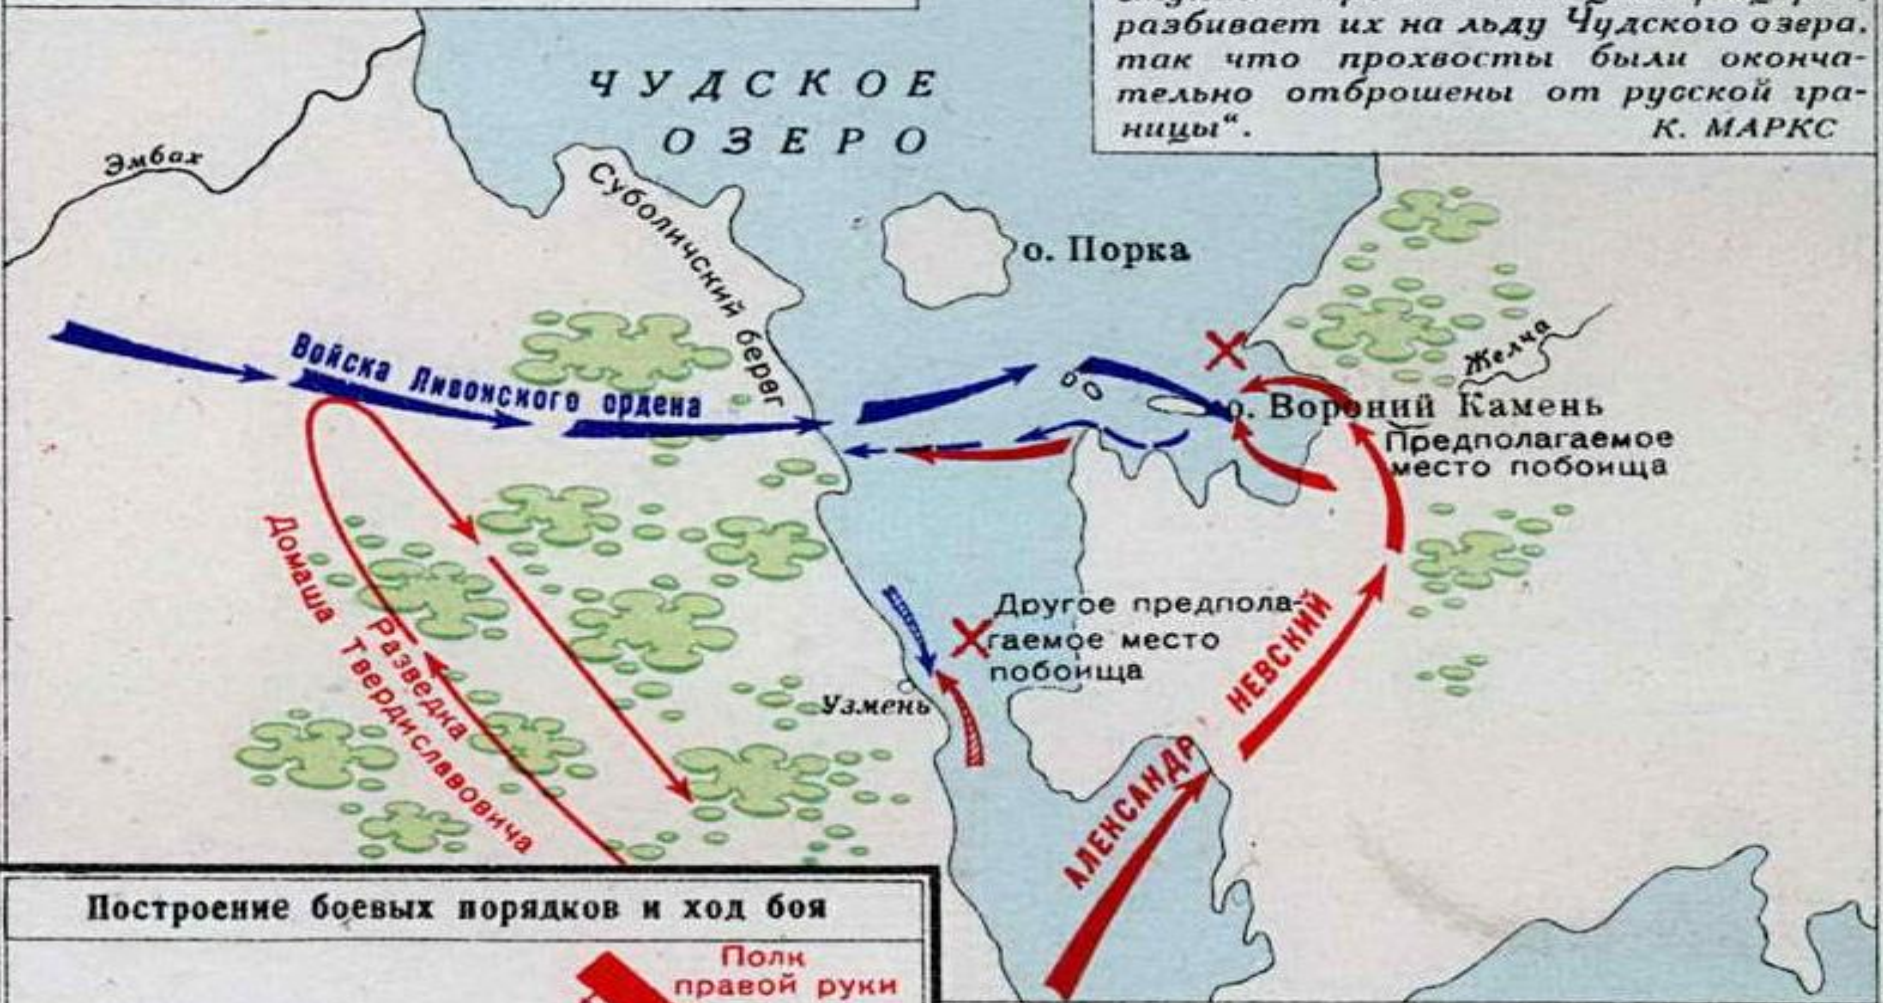 разбивает их на льду Чудского озера,
так что прохвосты были оконча-
тельно отброшены от русской гра-
ницы“.
К. МАРКС
ЧУДСКОЕ
ОЗЕРО
Эмбах
Суболичский берег
о. Порка
Войска Ливонского ордена
Желча
о. Вороний Камень
Предполагаемое
место побоища
Домаша Твердиславовича
Разведка
Другое предпола-
гаемое место
побоища
Узмень
АЛЕКСАНДР НЕВСКИЙ
Построение боевых порядков и ход боя
Полк
правой руки